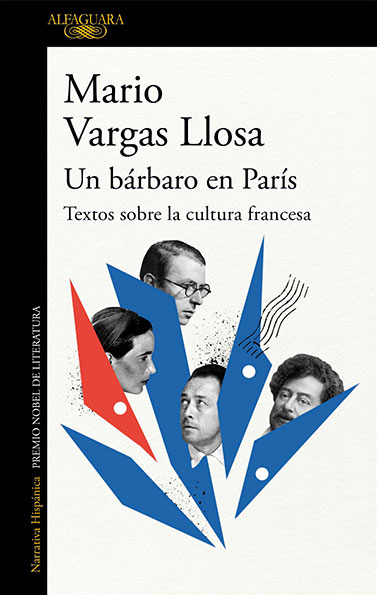 ALFAGUARA
Mario
Vargas Llosa
Un bárbaro en París
Textos sobre la cultura francesa
Narrativa Hispánica PREMIO NOBEL DE LITERATURA